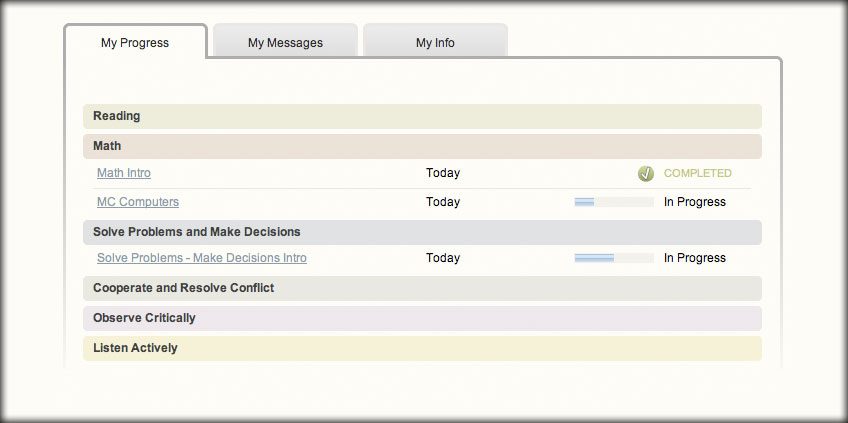 My Progress My Messages My Info
Reading
Math
Math Intro Today COMPLETED
MC Computers Today In Progress
Solve Problems and Make Decisions
Solve Problems - Make Decisions Intro Today In Progress
Cooperate and Resolve Conflict
Observe Critically
Listen Actively